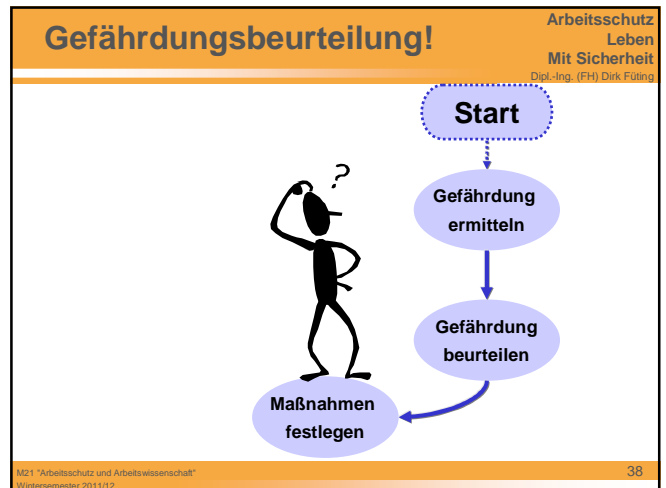 Gefährdungsbeurteilung!
Arbeitsschutz
Leben
Mit Sicherheit
Dipl.-Ing. (FH) Dirk Füting
Start
?
Gefährdung
ermitteln
Gefährdung
beurteilen
Maßnahmen
festlegen
M21 "Arbeitsschutz und Arbeitswissenschaft"
Wintersemester 2011/12
38